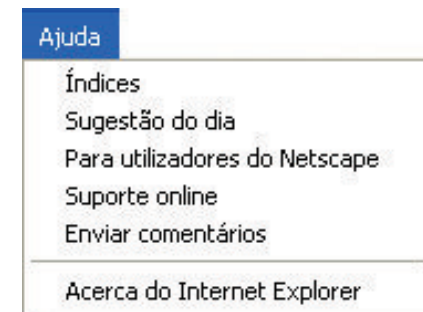 Ajuda
Índices
Sugestão do dia
Para utilizadores do Netscape
Suporte online
Enviar comentários
Acerca do Internet Explorer